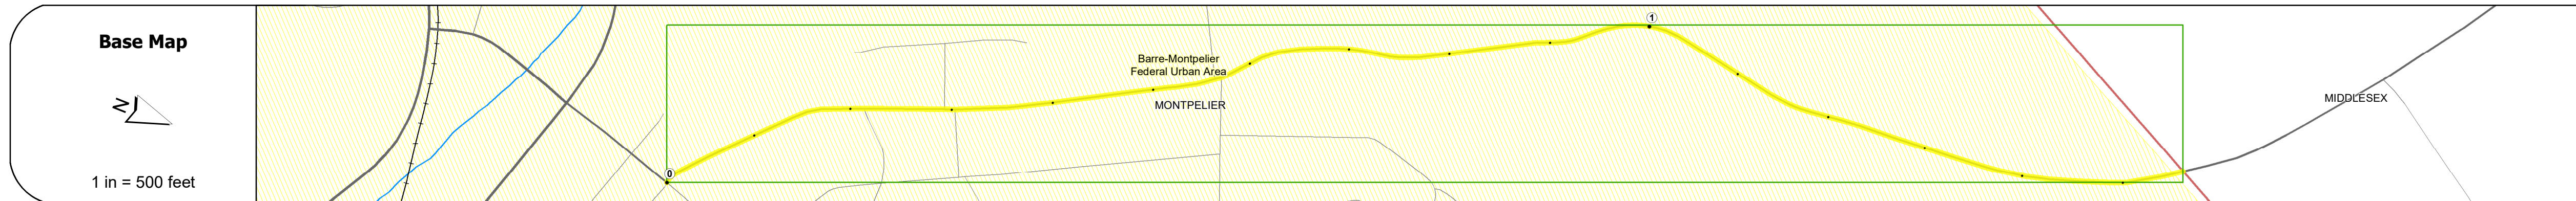 Base Map
N
1 in = 500 feet
0
Barre-Montpelier
Federal Urban Area
MONTPELIER
1
MIDDLESEX